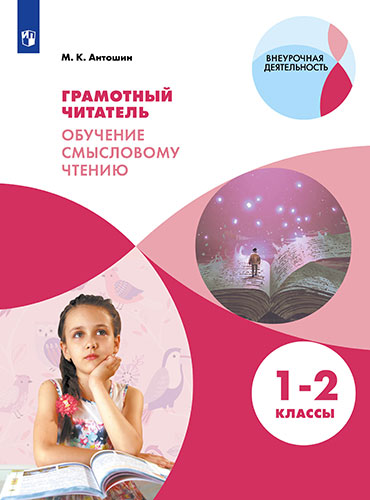 М. К. Антошин
ВНЕУРОЧНАЯ
ДЕЯТЕЛЬНОСТЬ
ГРАМОТНЫЙ
ЧИТАТЕЛЬ
ОБУЧЕНИЕ
СМЫСЛОВОМУ
ЧТЕНИЮ
1-2
КЛАССЫ